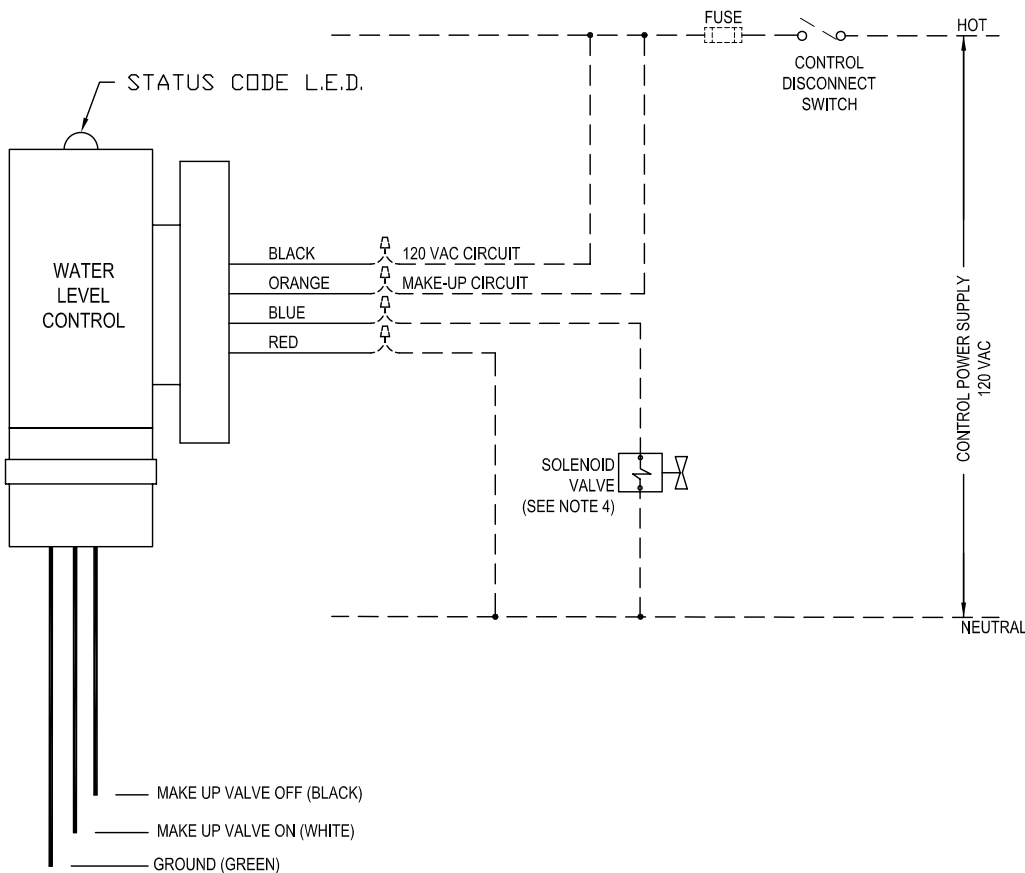 FUSE
HOT
STATUS CODE L.E.D.
CONTROL
DISCONNECT
SWITCH
WATER
LEVEL
CONTROL
BLACK
120 VAC CIRCUIT
ORANGE
MAKE-UP CIRCUIT
BLUE
RED
CONTROL POWER SUPPLY
120 VAC
SOLENOID
VALVE
(SEE NOTE 4)
NEUTRAL
MAKE UP VALVE OFF (BLACK)
MAKE UP VALVE ON (WHITE)
GROUND (GREEN)